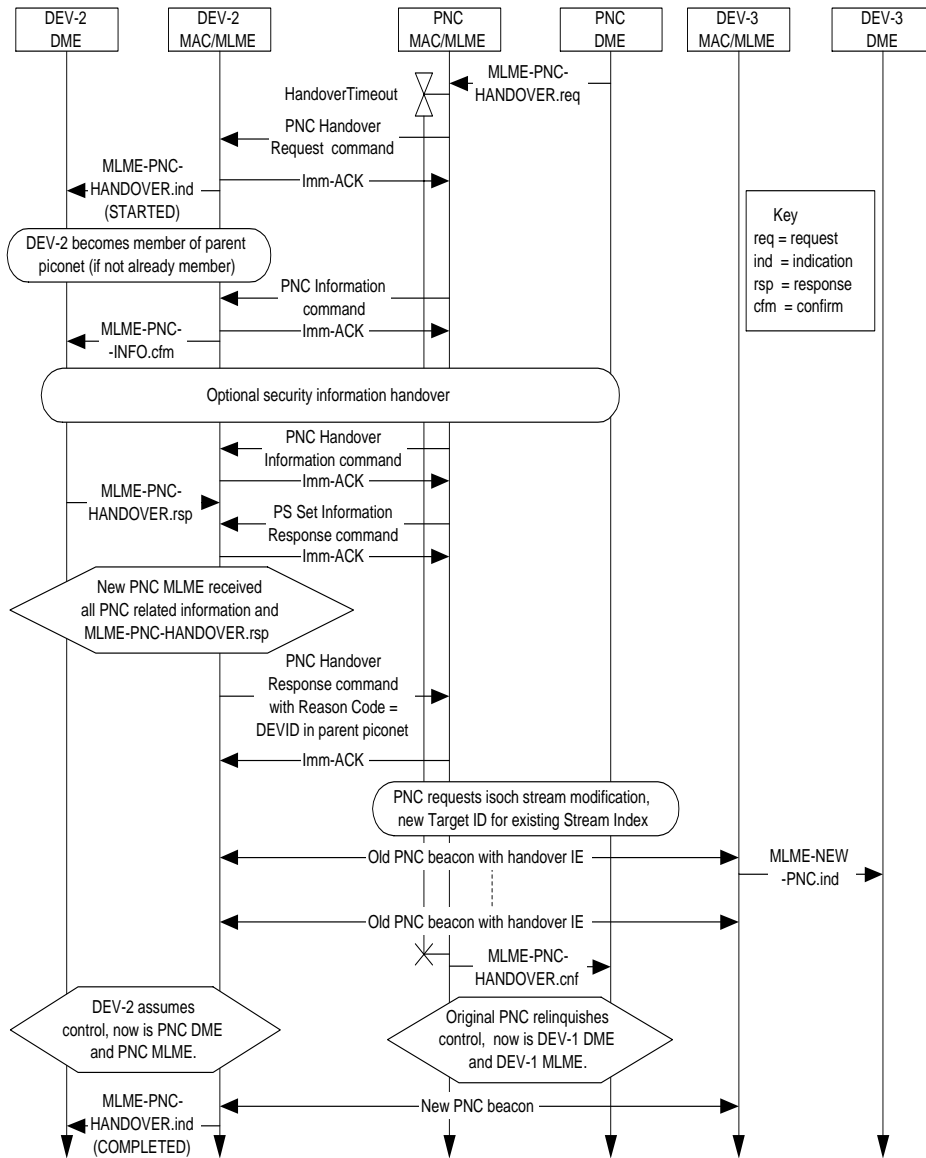 DEV-2
DME
DEV-2
MAC/MLME
PNC
MAC/MLME
PNC
DME
DEV-3
MAC/MLME
DEV-3
DME
MLME-PNC-
HANDOVER.req
HandoverTimeout
PNC Handover
Request command
MLME-PNC-
HANDOVER.ind
(STARTED)
Imm-ACK
Key
req = request
ind = indication
rsp = response
cfm = confirm
DEV-2 becomes member of parent
piconet (if not already member)
PNC Information
command
Imm-ACK
MLME-PNC-
-INFO.cfm
Optional security information handover
PNC Handover
Information command
Imm-ACK
MLME-PNC-
HANDOVER.rsp
PS Set Information
Response command
Imm-ACK
New PNC MLME received
all PNC related information and
MLME-PNC-HANDOVER.rsp
PNC Handover
Response command
with Reason Code =
DEVID in parent piconet
Imm-ACK
PNC requests isoch stream modification,
new Target ID for existing Stream Index
Old PNC beacon with handover IE
MLME-NEW
-PNC.ind
Old PNC beacon with handover IE
MLME-PNC-
HANDOVER.cnf
DEV-2 assumes
control, now is PNC DME
and PNC MLME.
Original PNC relinquishes
control, now is DEV-1 DME
and DEV-1 MLME.
New PNC beacon
MLME-PNC-
HANDOVER.ind
(COMPLETED)